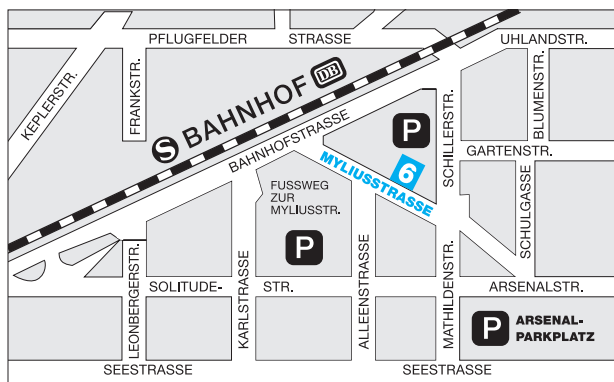 PFLUGFELDER STRASSE
UHLANDSTR.
KEPLERSTR.
FRANKSTR.
S BAHNHOF DB
BAHNHOFSTRASSE
P
SCHILLERSTR.
BLUMENSTR.
GARTENSTR.
6
MYLIUSSTRASSE
SCHULGASSE
FUSSWEG
ZUR
MYLIUSSTR.
P
LEONBERGERSTR.
SOLITUDE- STR.
KARLSTRASSE
ALLEENSTRASSE
MATHILDENSTR.
ARSENALSTR.
P ARSENAL-
PARKPLATZ
SEESTRASSE
SEESTRASSE